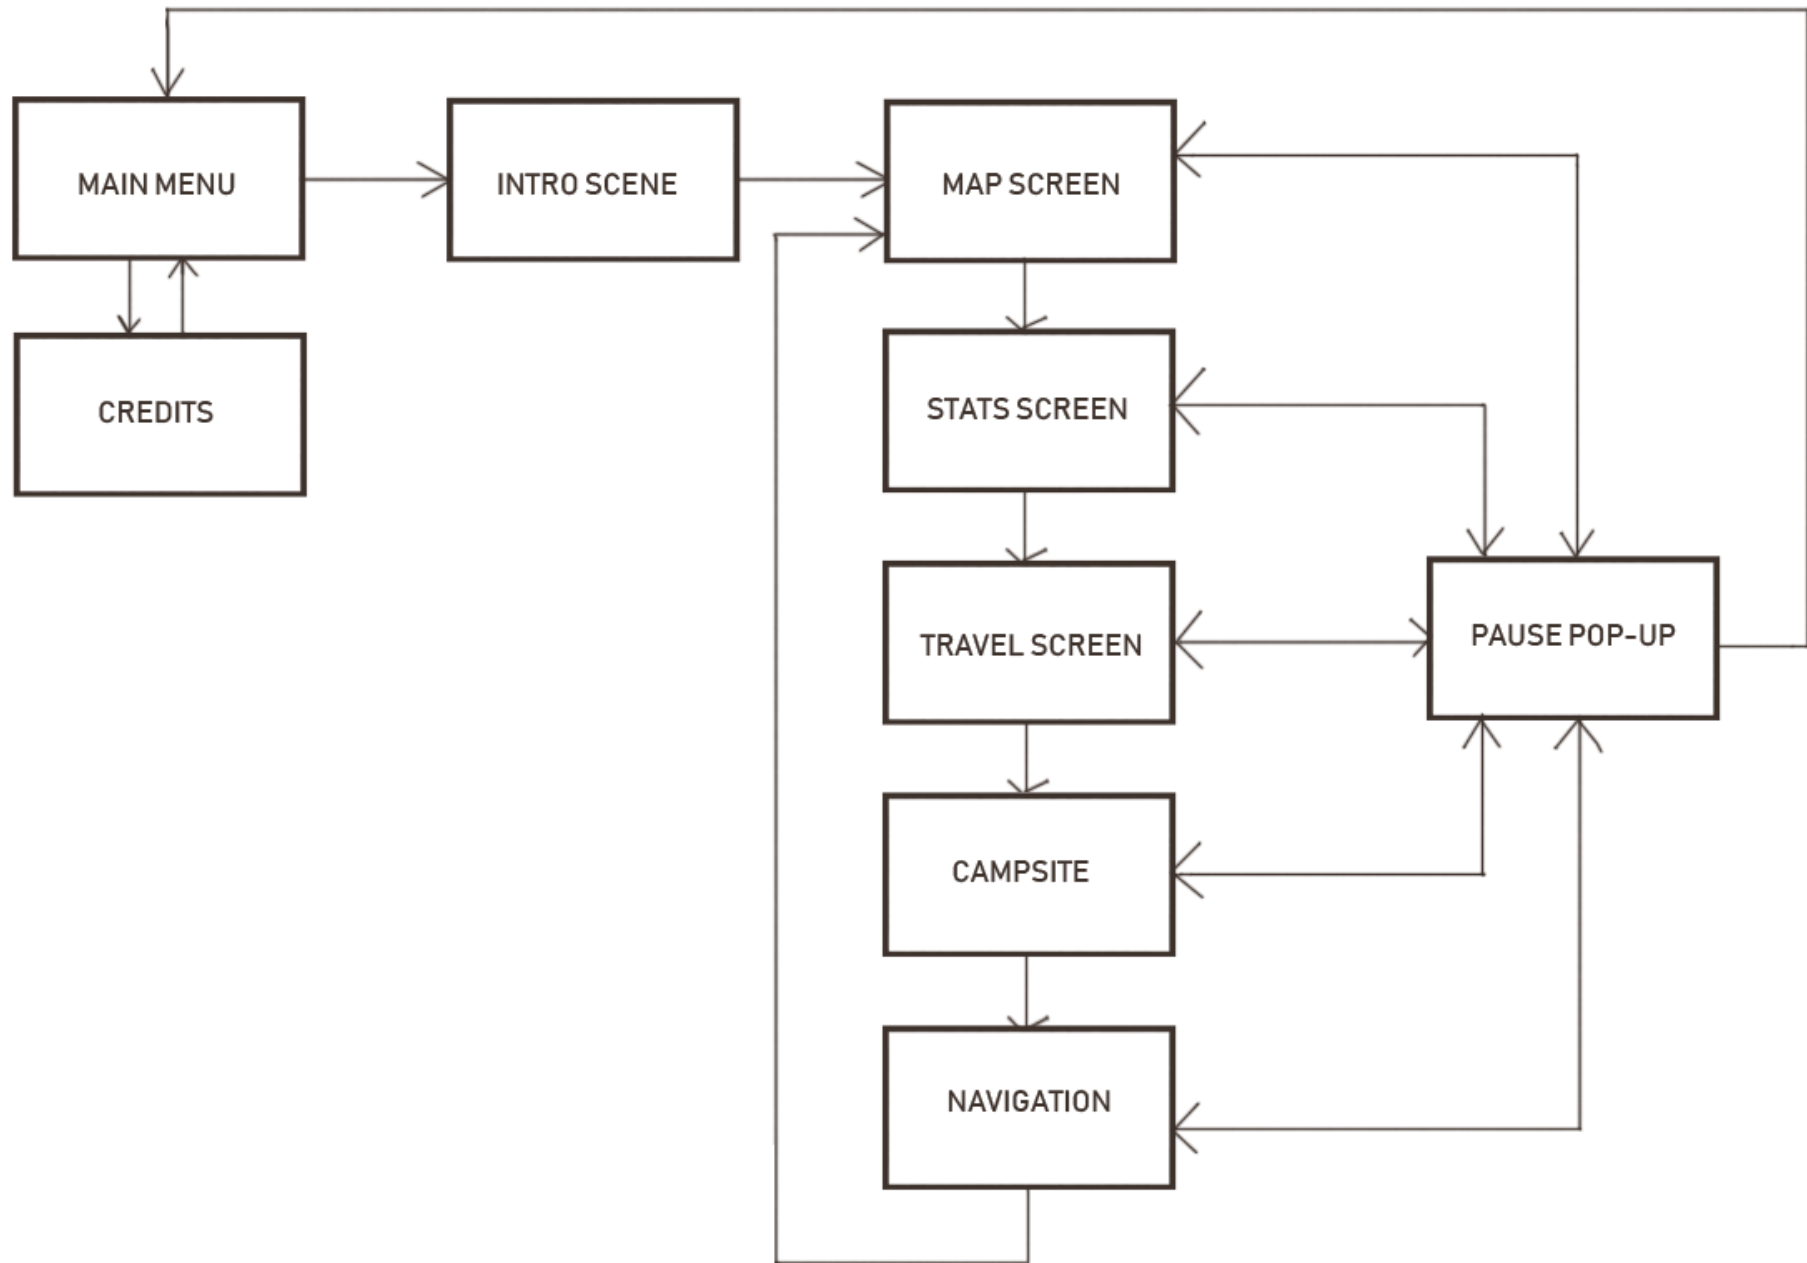 MAIN MENU
INTRO SCENE
MAP SCREEN
CREDITS
STATS SCREEN
TRAVEL SCREEN
PAUSE POP-UP
CAMPSITE
NAVIGATION